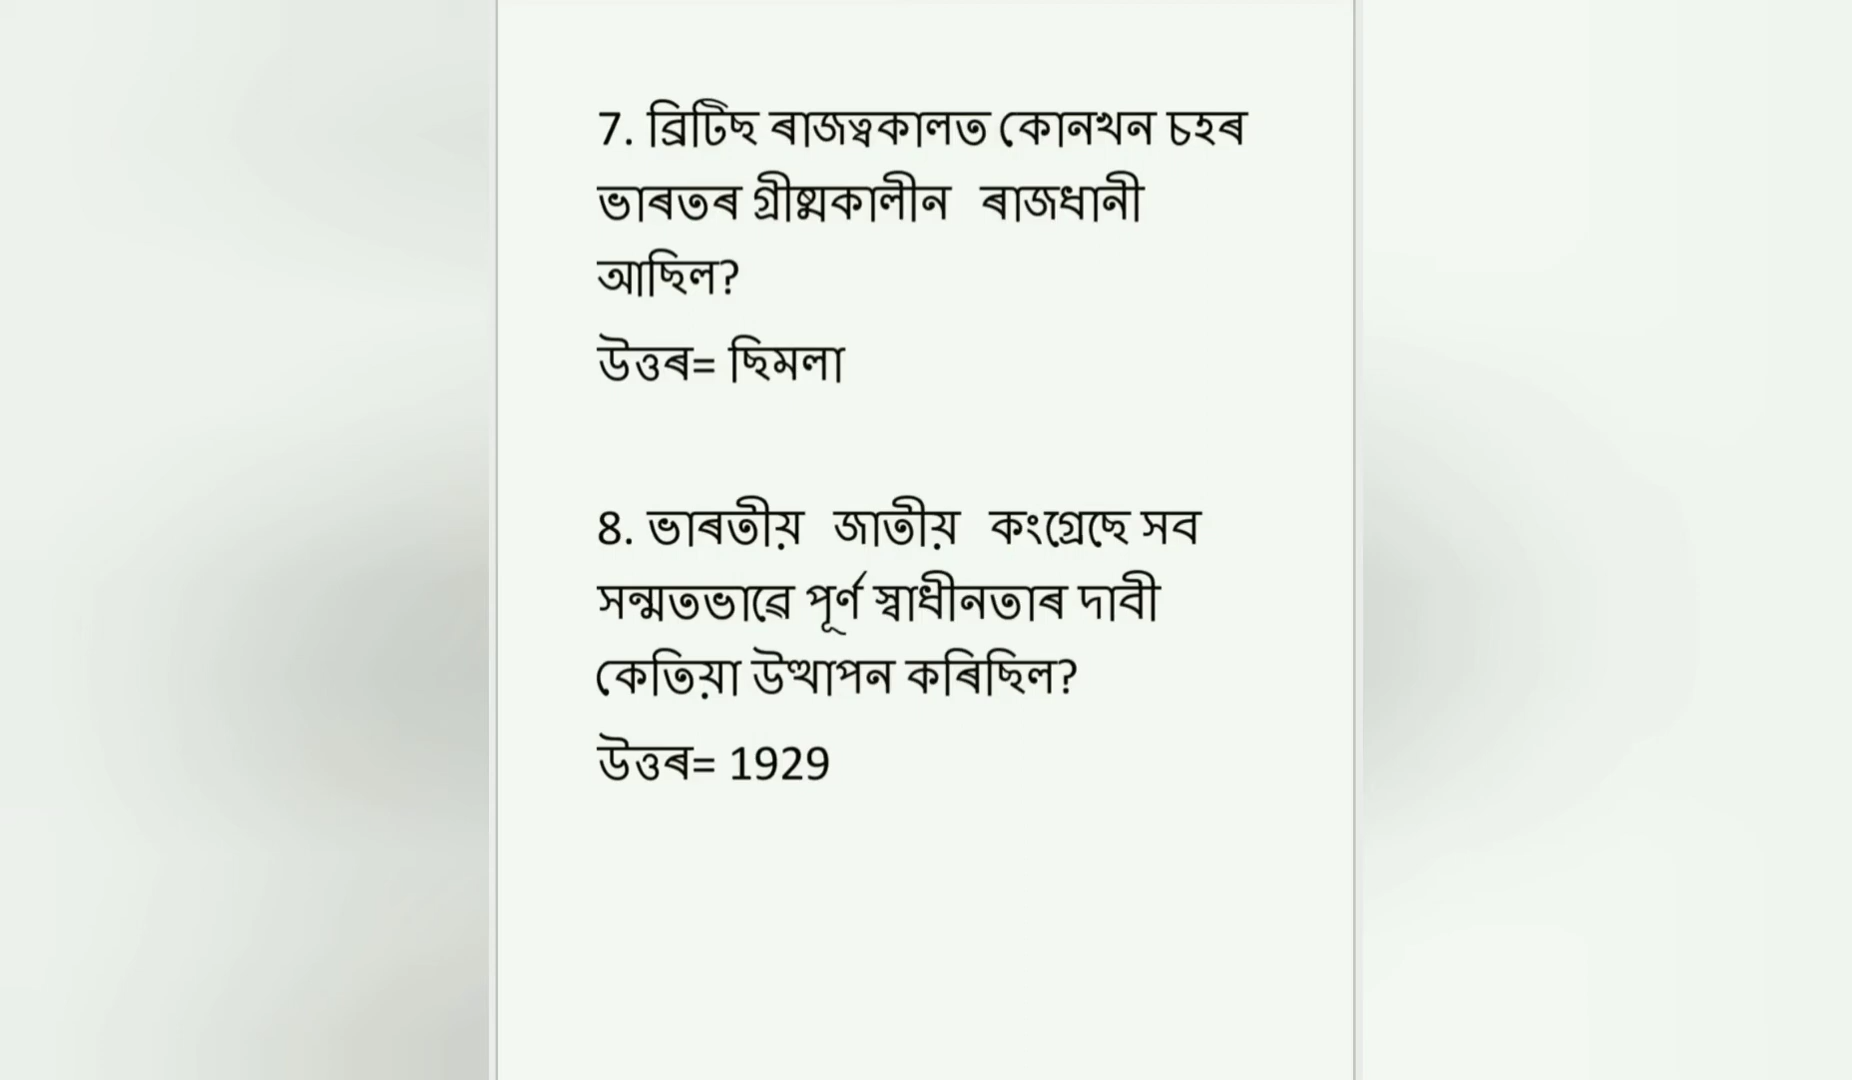 7. ব্ৰিটিছ ৰাজত্বকালত কোনখন চহৰ
ভাৰতৰ গ্ৰীষ্মকালীন ৰাজধানী
আছিল?
উত্তৰ= ছিমলা
8. ভাৰতীয় জাতীয় কংগ্ৰেছে সব
সন্মতভাৱে পূৰ্ণ স্বাধীনতাৰ দাবী
কেতিয়া উত্থাপন কৰিছিল?
উত্তৰ= 1929